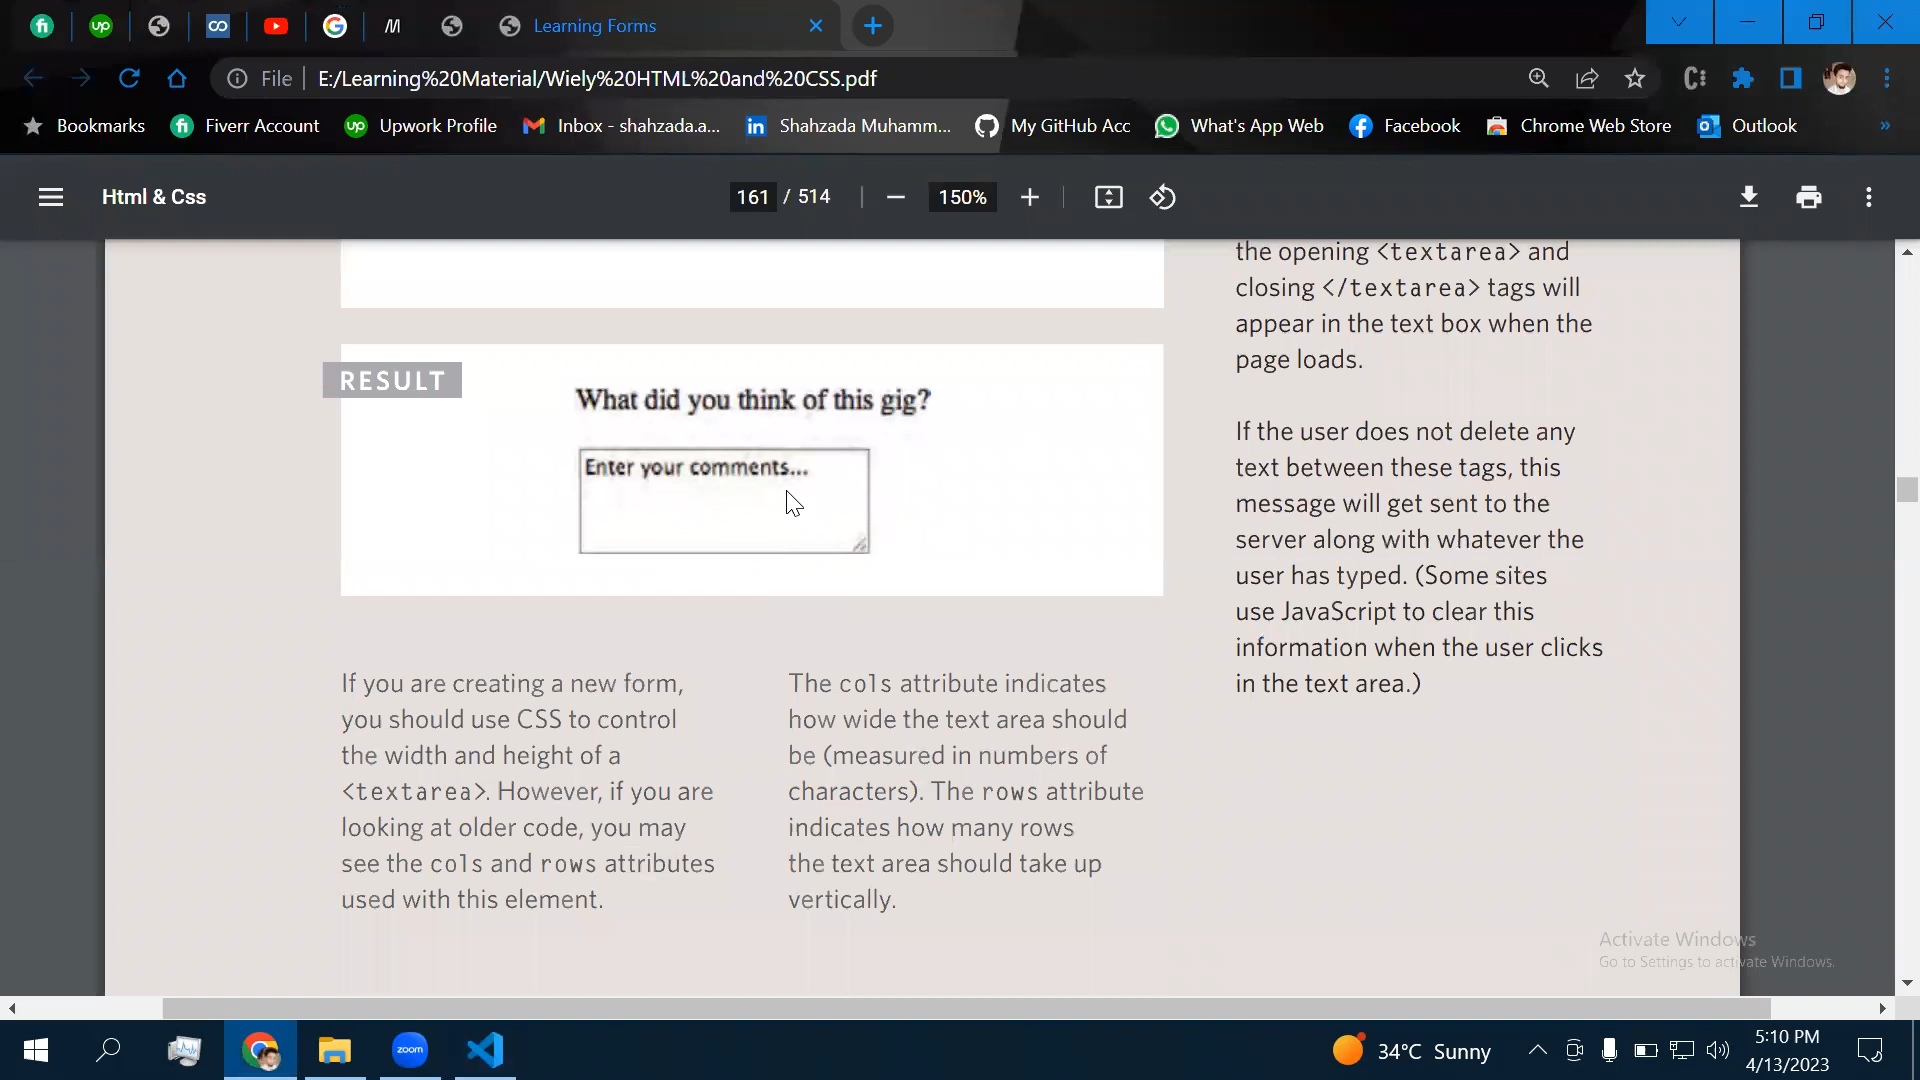 Learning Forms
File E:/Learning%20Material/Wiely%20HTML%20and%20CSS.pdf
Bookmarks Fiverr Account Upwork Profile Inbox - shahzada.a... Shahzada Muhamm... My GitHub Acc What's App Web Facebook Chrome Web Store Outlook »
Html & Css 161 / 514 150%
the opening <textarea> and
closing </textarea> tags will
appear in the text box when the
page loads.
RESULT
What did you think of this gig?
Enter your comments...
If the user does not delete any
text between these tags, this
message will get sent to the
server along with whatever the
user has typed. (Some sites
use JavaScript to clear this
information when the user clicks
in the text area.)
If you are creating a new form,
you should use CSS to control
the width and height of a
<textarea>. However, if you are
looking at older code, you may
see the cols and rows attributes
used with this element.
The cols attribute indicates
how wide the text area should
be (measured in numbers of
characters). The rows attribute
indicates how many rows
the text area should take up
vertically.
Activate Windows
Go to Settings to activate Windows.
zoom
34°C Sunny
5:10 PM
4/13/2023